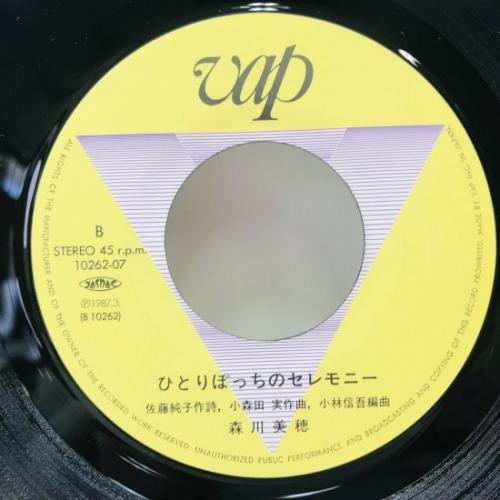 vap
B
STEREO 45 r.p.m.
10262-07
JASRAC
Ⓟ1987.3.
(B 10262)
ひとりぼっちのセレモニー
佐藤純子作詩, 小森田 実作曲, 小林信吾編曲
森川美穂
ALL RIGHTS OF THE MANUFACTURER AND OF THE OWNER OF THE RECORDED WORK RESERVED. UNAUTHORIZED PUBLIC PERFORMANCE AND BROADCASTING AND COPYING OF THIS RECORD PROHIBITED. MADE BY VAP INC. IN JAPAN.